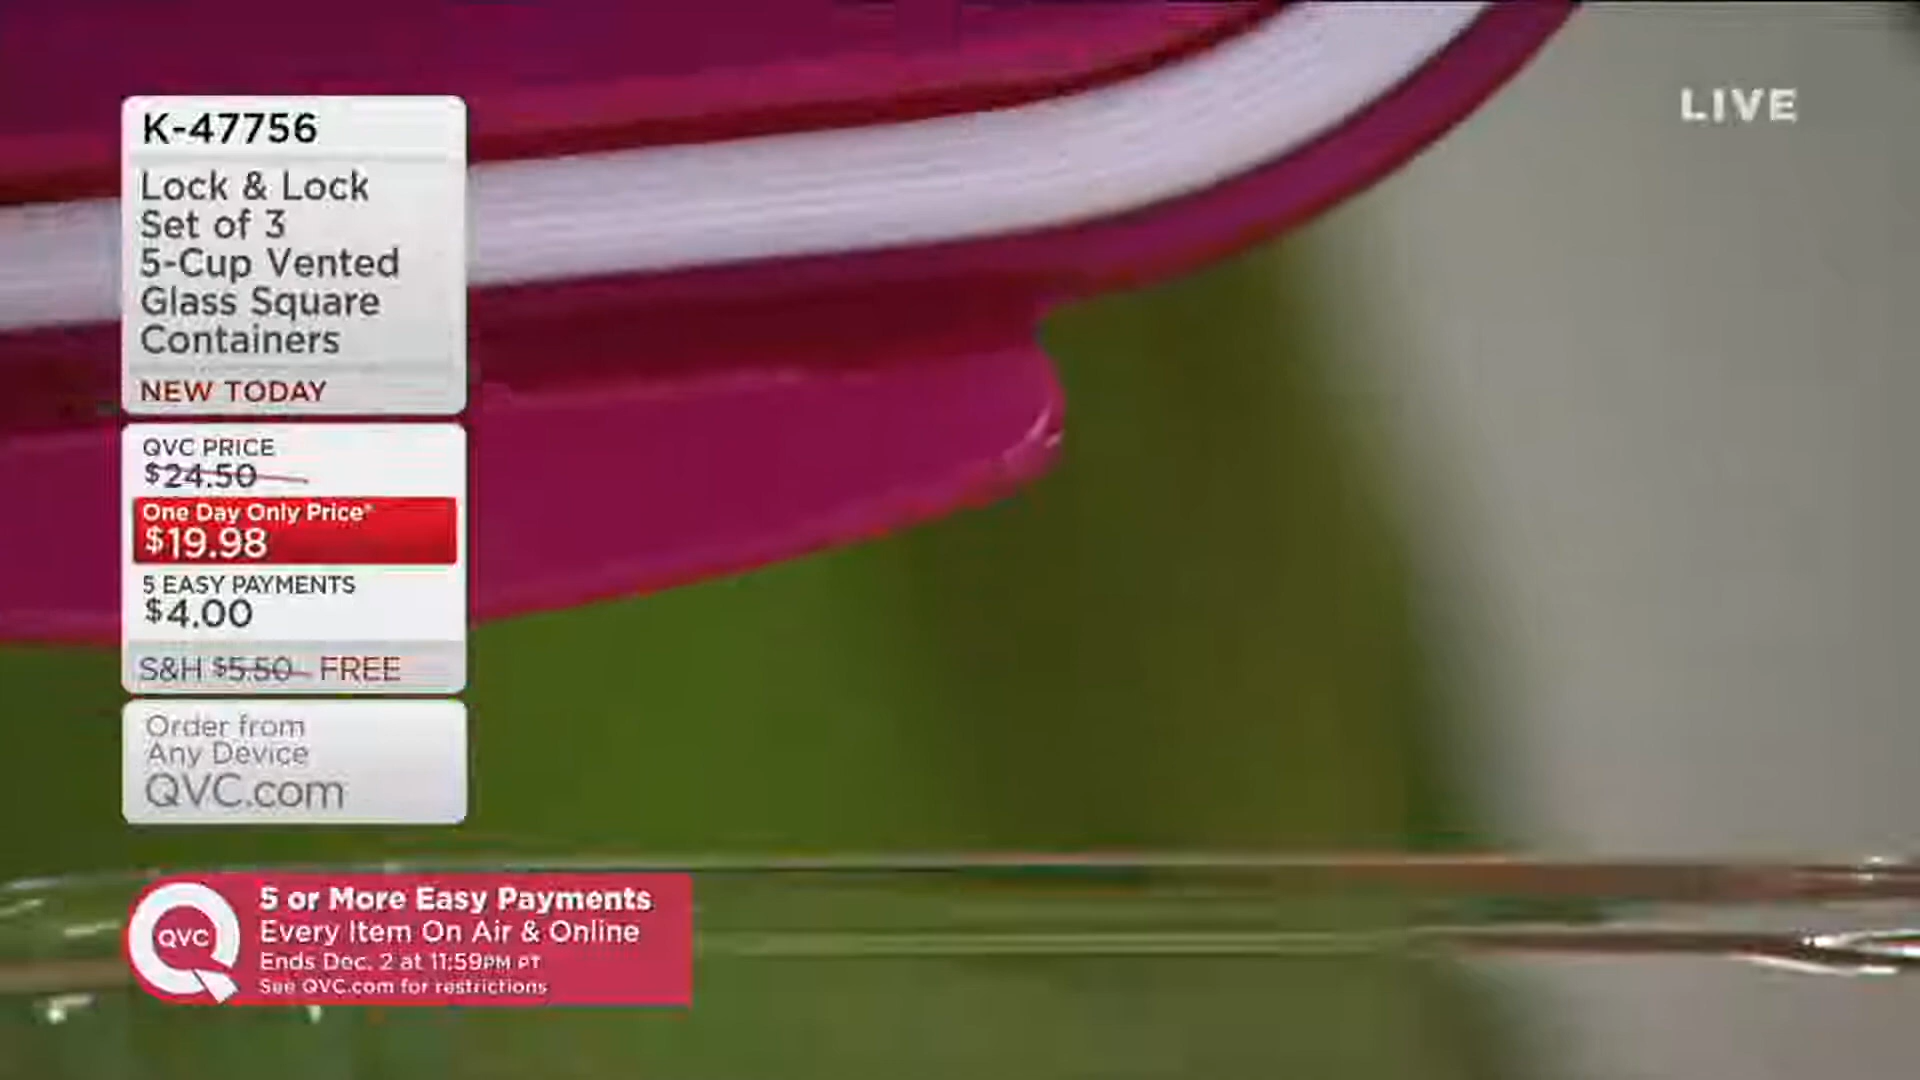 LIVE
K-47756
Lock & Lock
Set of 3
5-Cup Vented
Glass Square
Containers
NEW TODAY
QVC PRICE
$24.50
One Day Only Price*
$19.98
5 EASY PAYMENTS
$4.00
S&H $5.50 FREE
Order from
Any Device
QVC.com
QVC
5 or More Easy Payments
Every Item On Air & Online
Ends Dec. 2 at 11:59PM PT
See QVC.com for restrictions